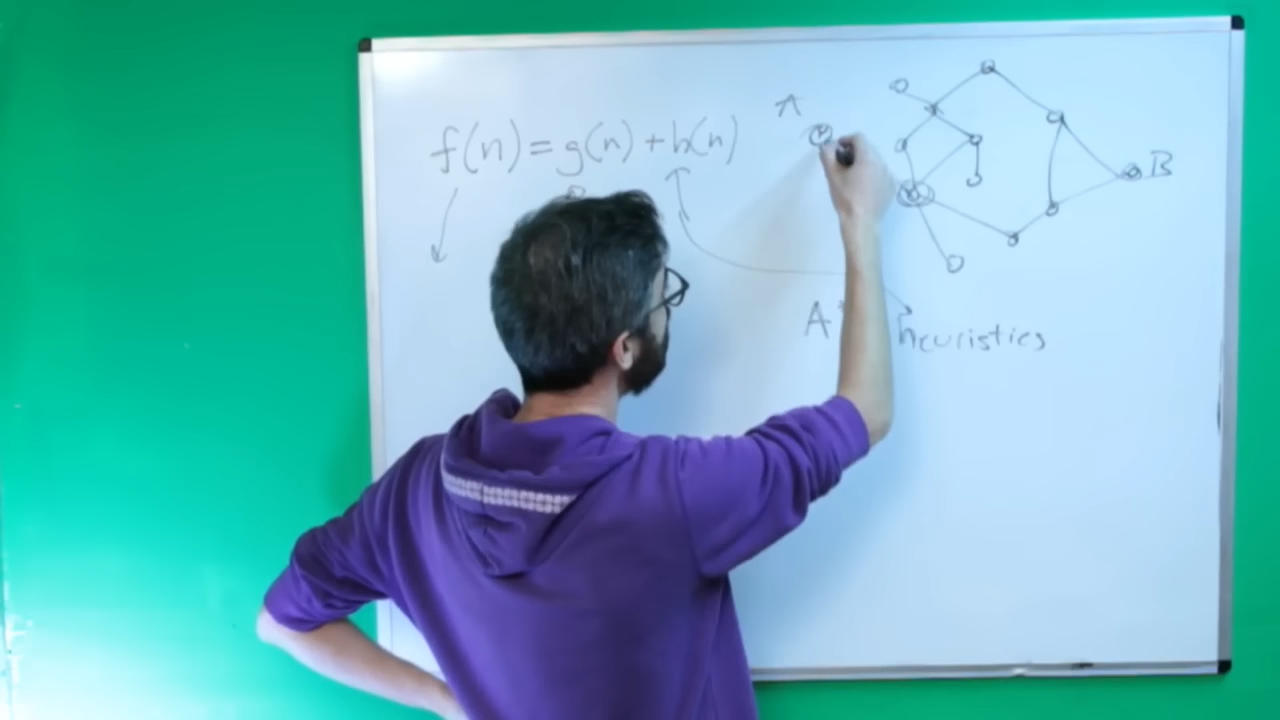 f(n) = g(n) + h(n)
A
B
A* heuristics